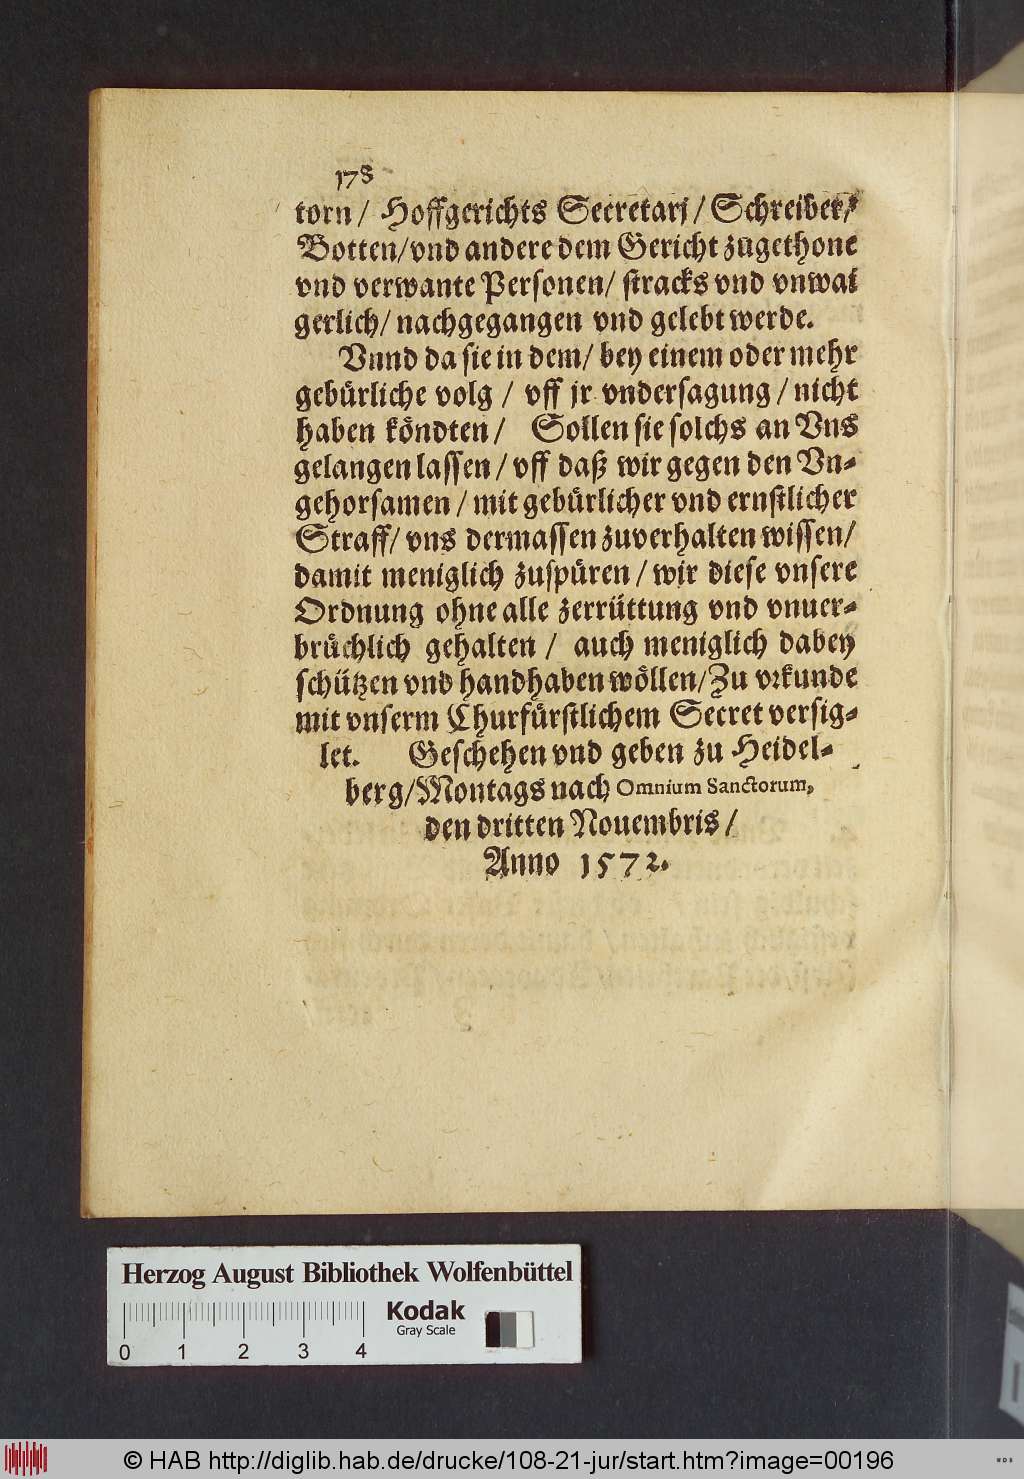 178
torn / Hoffgerichts Secretarj / Schreiber /
Botten / vnd andere dem Gericht zugethone
vnd verwante Personen / stracks vnd vnwai
gerlich / nachgegangen vnd gelebt werde.
Vnnd da sie in dem / bey einem oder mehr
gebürliche volg / vff jr vndersagung / nicht
haben köndten / Sollen sie solchs an Vns
gelangen lassen / vff daß wir gegen den Vn-
gehorsamen / mit gebürlicher vnd ernstlicher
Straff / vns dermassen zuverhalten wissen /
damit meniglich zuspüren / wir diese vnsere
Ordnung ohne alle zerrüttung vnd vnuer-
brüchlich gehalten / auch meniglich dabey
schützen vnd handhaben wöllen / Zu vrkunde
mit vnserm Churfürstlichem Secret versig-
let. Geschehen vnd geben zu Heidel-
berg / Montags nach Omnium Sanctorum,
den dritten Nouembris /
Anno 1572.
Herzog August Bibliothek Wolfenbüttel
Kodak
Gray Scale
0 1 2 3 4
© HAB http://diglib.hab.de/drucke/108-21-jur/start.htm?image=00196